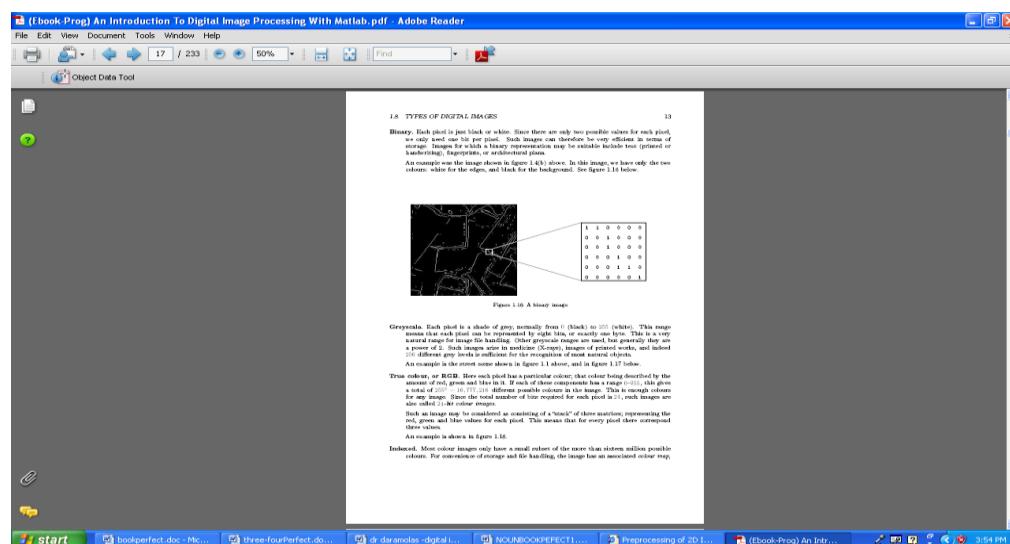 (Ebook-Prog) An Introduction To Digital Image Processing With Matlab.pdf - Adobe Reader
File Edit View Document Tools Window Help
17 / 233 50% Find
Object Data Tool
1.8 TYPES OF DIGITAL IMAGES 13
Binary. Each pixel is just black or white. Since there are only two possible values for each pixel,
we only need one bit per pixel. Such images can therefore be very efficient in terms of
storage. Images for which a binary representation may be suitable include text (printed or
handwriting), fingerprints, or architectural plans.
An example was the image shown in figure 1.4(b) above. In this image, we have only the two
colours: white for the edges, and black for the background. See figure 1.16 below.
1 1 0 0 0 0
0 0 1 0 0 0
0 0 1 0 0 0
0 0 0 1 0 0
0 0 0 1 1 0
0 0 0 0 0 1
Figure 1.16: A binary image
Greyscale. Each pixel is a shade of grey, normally from 0 (black) to 255 (white). This range
means that each pixel can be represented by eight bits, or exactly one byte. This is a very
natural range for image file handling. Other greyscale ranges are used, but generally they are
a power of 2. Such images arise in medicine (X-rays), images of printed works, and indeed
256 different grey levels is sufficient for the recognition of most natural objects.
An example is the street scene shown in figure 1.1 above, and in figure 1.17 below.
True colour, or RGB. Here each pixel has a particular colour; that colour being described by the
amount of red, green and blue in it. If each of these components has a range 0–255, this gives
a total of 255³ = 16,777,216 different possible colours in the image. This is enough colours
for any image. Since the total number of bits required for each pixel is 24, such images are
also called 24-bit colour images.
Such an image may be considered as consisting of a "stack" of three matrices; representing the
red, green and blue values for each pixel. This means that for every pixel there correspond
three values.
An example is shown in figure 1.18.
Indexed. Most colour images only have a small subset of the more than sixteen million possible
colours. For convenience of storage and file handling, the image has an associated colour map,
start bookperfect.doc - Mic... three-fourPerfect.do... dr daramolas -digital i... NOUNBOOKPEFECT1.... Preprocessing of 2D I... (Ebook-Prog) An Intr... 3:54 PM